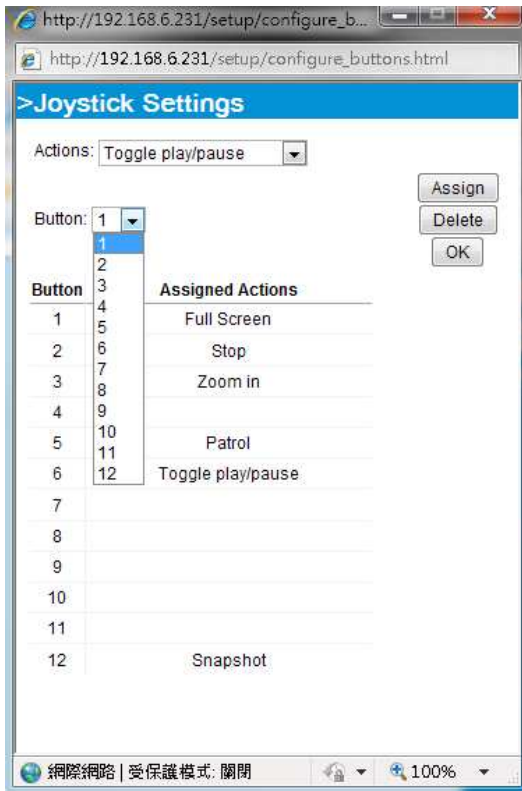 http://192.168.6.231/setup/configure_b...
http://192.168.6.231/setup/configure_buttons.html
>Joystick Settings
Actions: Toggle play/pause
Assign
Button: 1
Delete
OK
1
2
3
4
5
6
7
8
9
10
11
12
Button Assigned Actions
1 Full Screen
2 Stop
3 Zoom in
4
5 Patrol
6 Toggle play/pause
7
8
9
10
11
12 Snapshot
網際網路 | 受保護模式: 關閉 100%